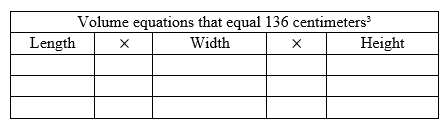 Volume equations that equal 136 centimeters³
Length × Width × Height